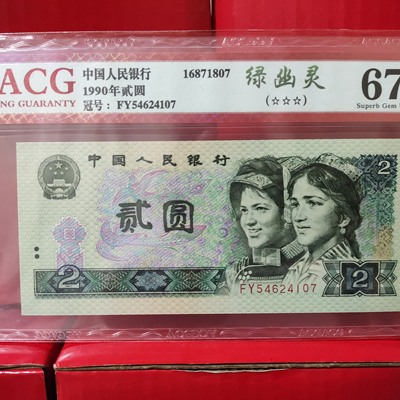 ACG 中国人民银行 16871807 绿幽灵 67
NG GUARANTY 1990年贰圆 (☆☆☆) Superb Gem
冠号: FY54624107
中国人民银行 2
贰圆
2 FY54624107 2